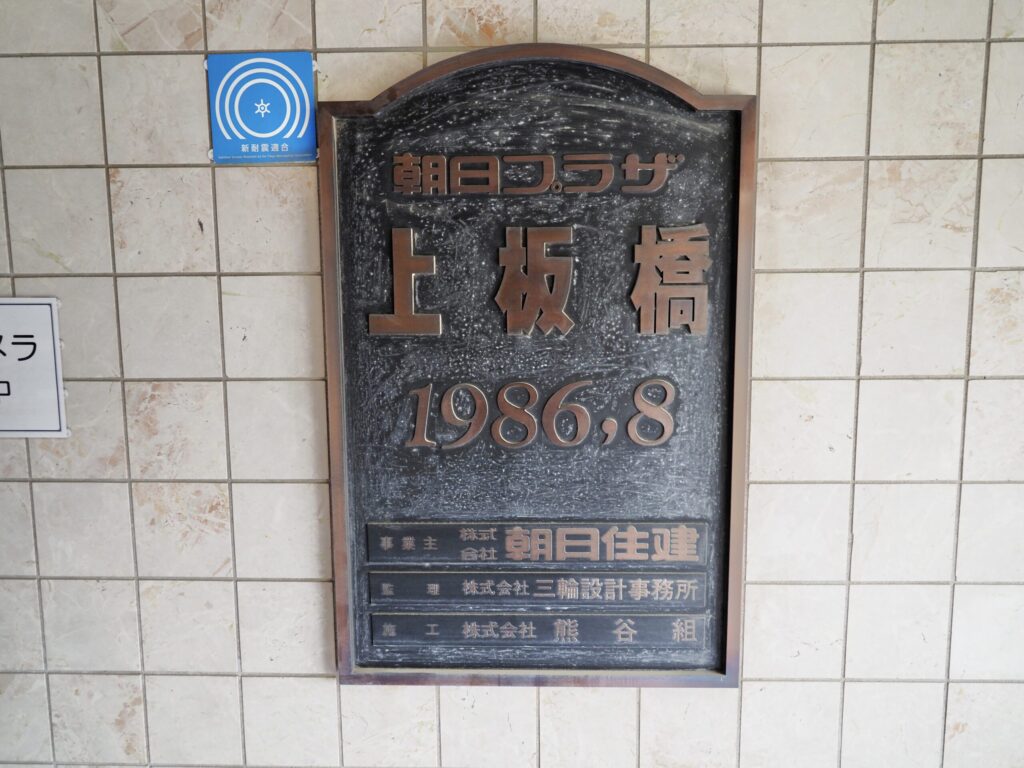 新耐震適合
朝日プラザ
上板橋
1986,8
事業主 株式会社 朝日住建
監理 株式会社 三輪設計事務所
施工 株式会社 熊谷組
メラ